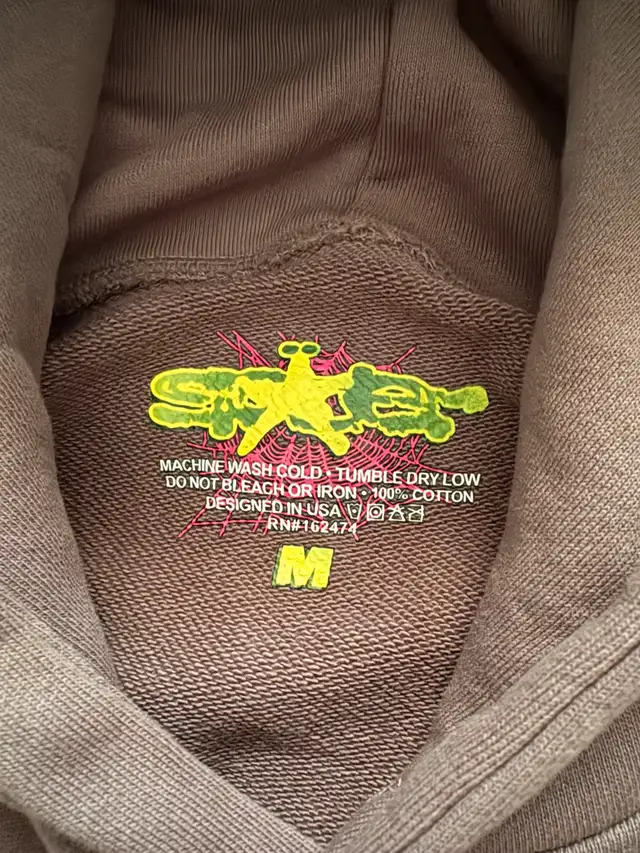 MACHINE WASH COLD • TUMBLE DRY LOW
DO NOT BLEACH OR IRON • 100% COTTON
DESIGNED IN USA
RN#162474
M